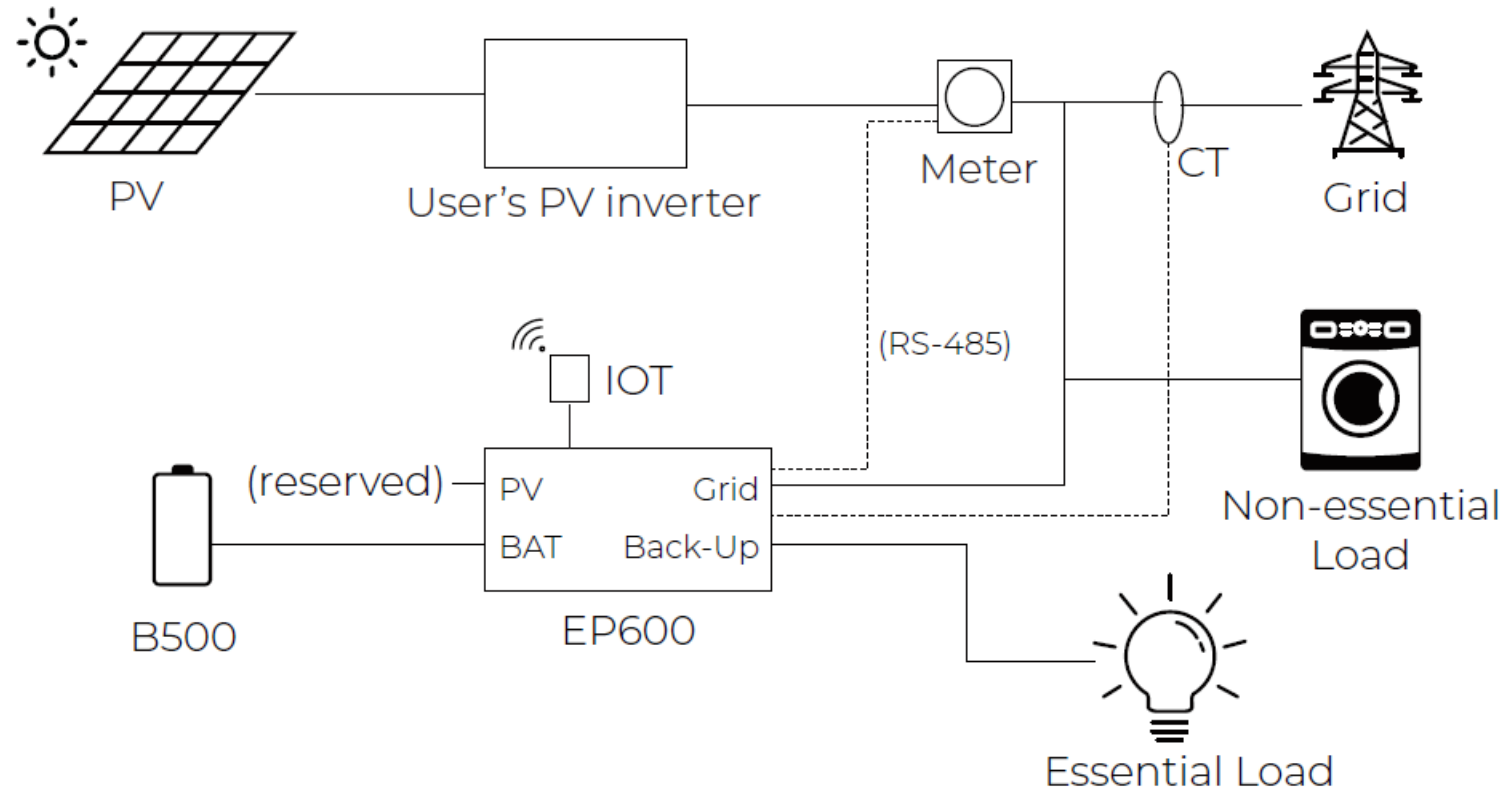 PV
User's PV inverter
Meter
CT
Grid
(RS-485)
IOT
(reserved)
PV
Grid
BAT
Back-Up
B500
EP600
Non-essential
Load
Essential Load